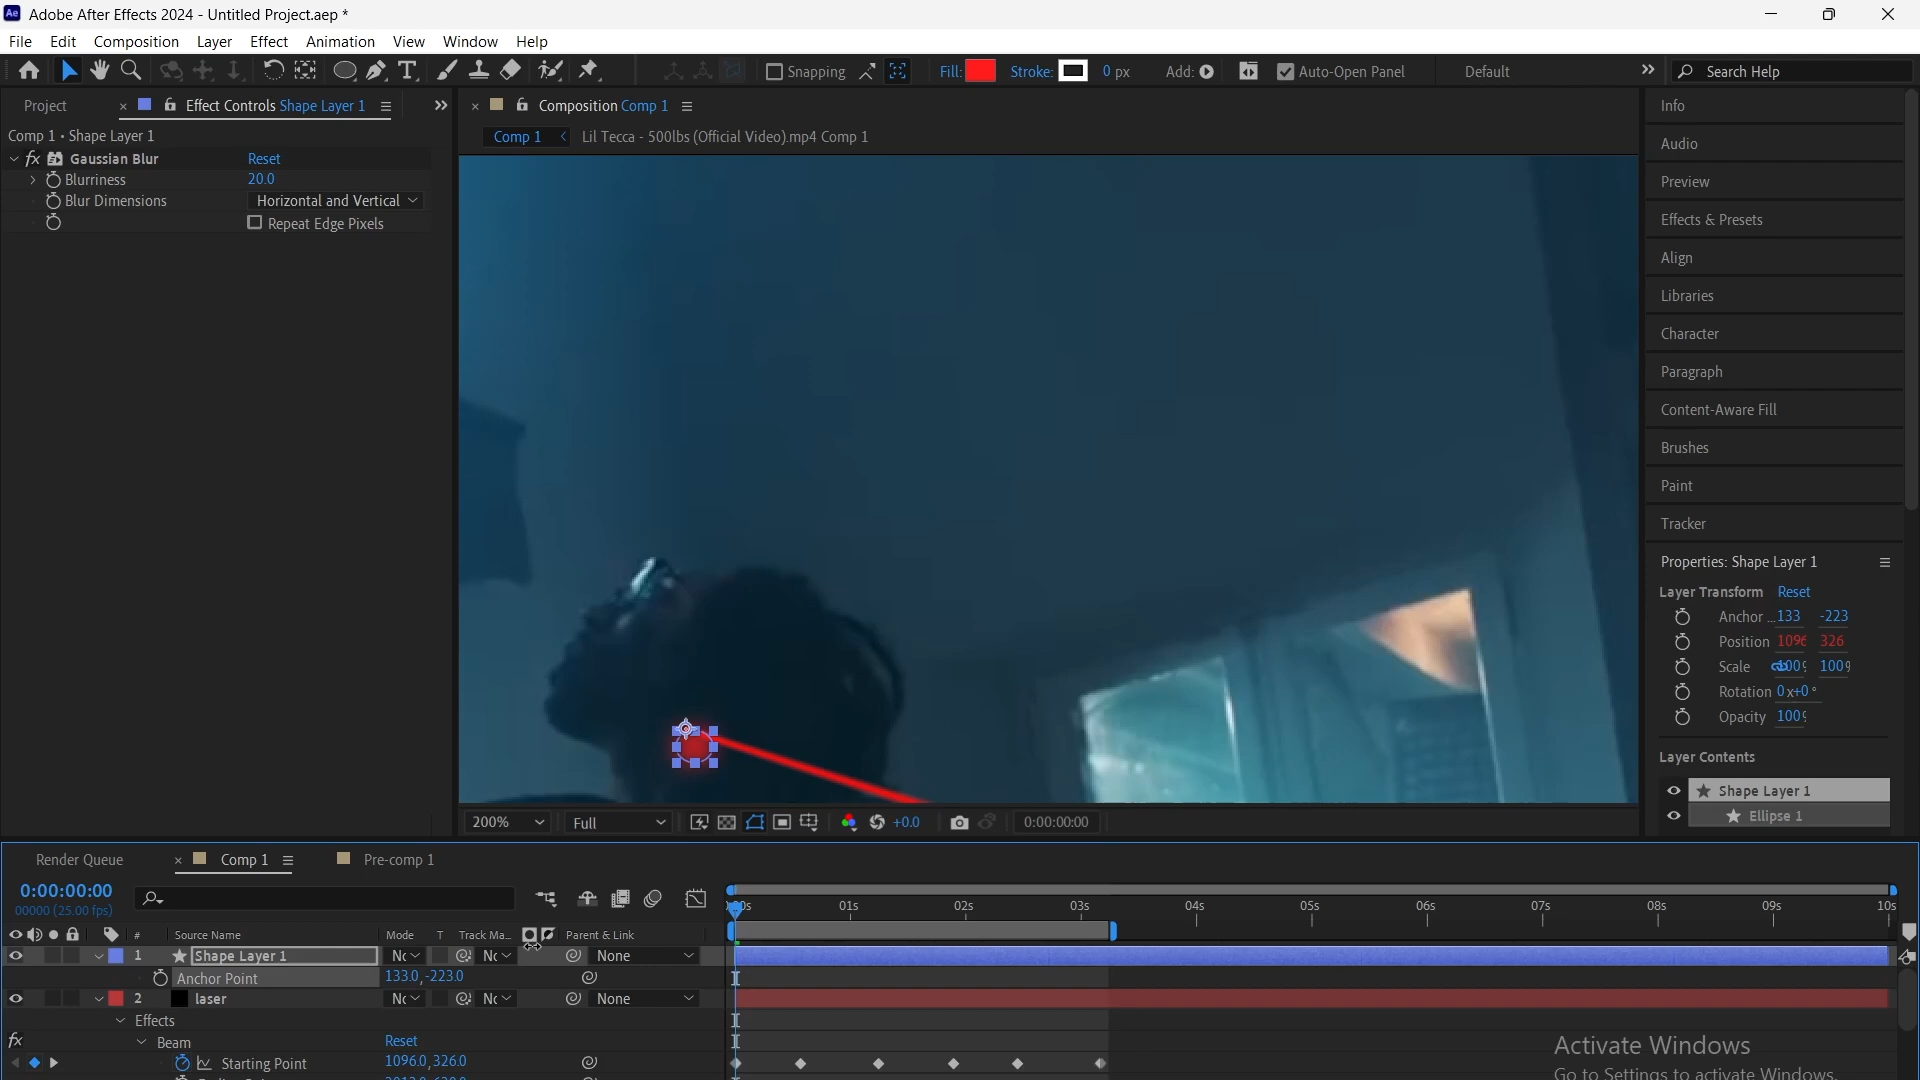 Adobe After Effects 2024 - Untitled Project.aep *
File Edit Composition Layer Effect Animation View Window Help
Snapping Fill: Stroke: 0 px Add: Auto-Open Panel Default Search Help
Project Effect Controls Shape Layer 1
Comp 1 • Shape Layer 1
fx Gaussian Blur Reset
Blurriness 20.0
Blur Dimensions Horizontal and Vertical
Repeat Edge Pixels
Composition Comp 1
Comp 1 Lil Tecca - 500lbs (Official Video).mp4 Comp 1
200% Full +0.0 0:00:00:00
Info
Audio
Preview
Effects & Presets
Align
Libraries
Character
Paragraph
Content-Aware Fill
Brushes
Paint
Tracker
Properties: Shape Layer 1
Layer Transform Reset
Anchor ... 133 -223
Position 1096 326
Scale 100% 100%
Rotation 0x+0°
Opacity 100%
Layer Contents
Shape Layer 1
Ellipse 1
Render Queue Comp 1 Pre-comp 1
0:00:00:00
00000 (25.00 fps)
01s 02s 03s 04s 05s 06s 07s 08s 09s 10s
# Source Name Mode T Track Ma... Parent & Link
1 Shape Layer 1 None
Anchor Point 133.0,-223.0
2 laser None
Effects
fx Beam Reset
Starting Point 1096.0,326.0
Activate Windows
Go to Settings to activate Windows.